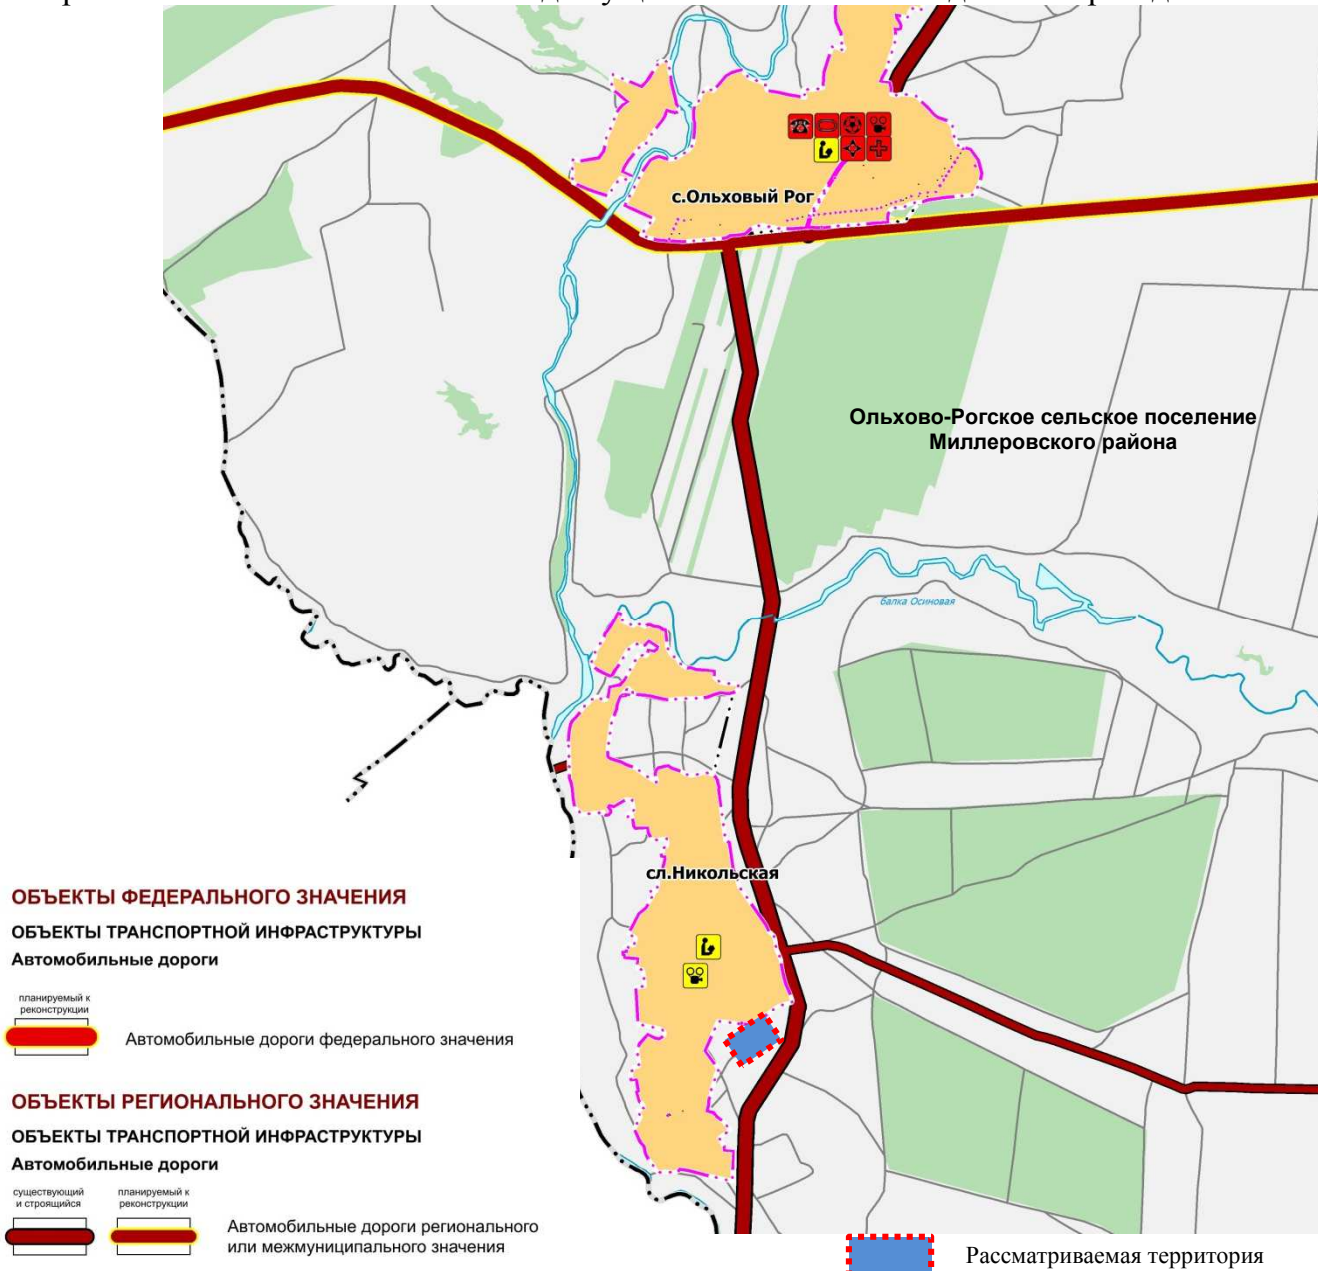 с.Ольховый Рог
Ольхово-Рогское сельское поселение
Миллеровского района
балка Осиновая
сл.Никольская
ОБЪЕКТЫ ФЕДЕРАЛЬНОГО ЗНАЧЕНИЯ
ОБЪЕКТЫ ТРАНСПОРТНОЙ ИНФРАСТРУКТУРЫ
Автомобильные дороги
планируемый к
реконструкции
Автомобильные дороги федерального значения
ОБЪЕКТЫ РЕГИОНАЛЬНОГО ЗНАЧЕНИЯ
ОБЪЕКТЫ ТРАНСПОРТНОЙ ИНФРАСТРУКТУРЫ
Автомобильные дороги
существующий
и строящийся
планируемый к
реконструкции
Автомобильные дороги регионального
или межмуниципального значения
Рассматриваемая территория